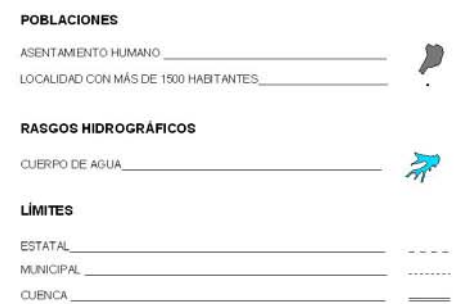 POBLACIONES
ASENTAMIENTO HUMANO
LOCALIDAD CON MÁS DE 1500 HABITANTES
RASGOS HIDROGRÁFICOS
CUERPO DE AGUA
LÍMITES
ESTATAL
MUNICIPAL
CUENCA